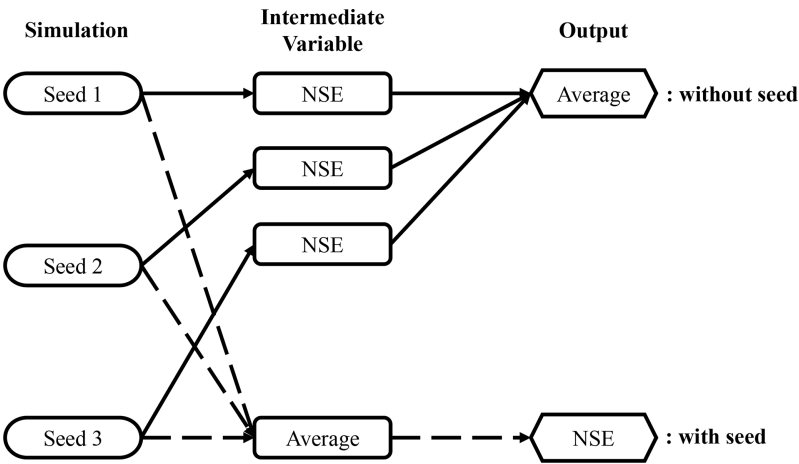 Simulation
Intermediate
Variable
Output
Seed 1
NSE
Average
: without seed
NSE
Seed 2
NSE
Seed 3
Average
NSE
: with seed